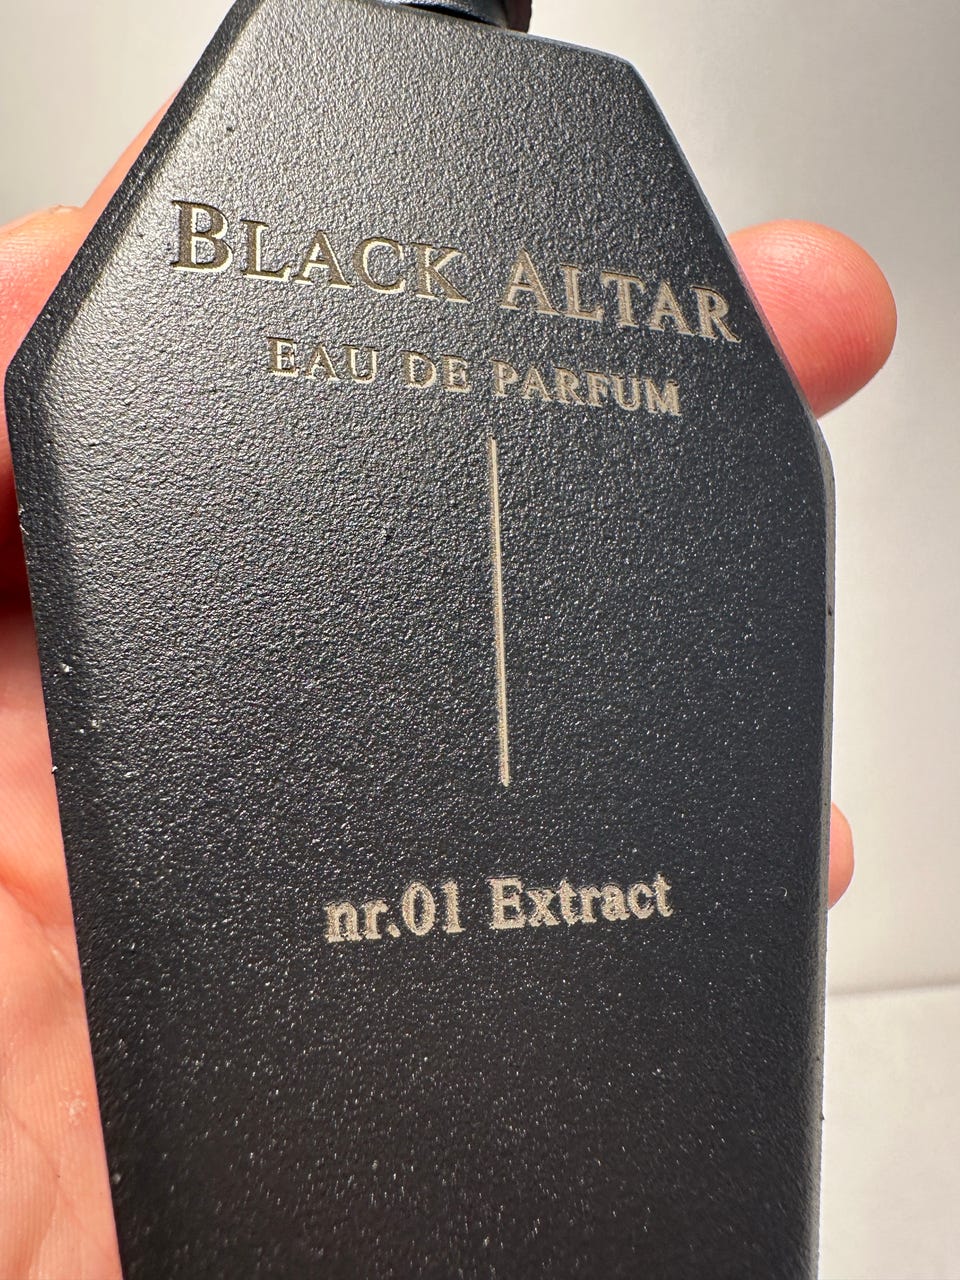 BLACK ALTAR
EAU DE PARFUM
nr.01 Extract